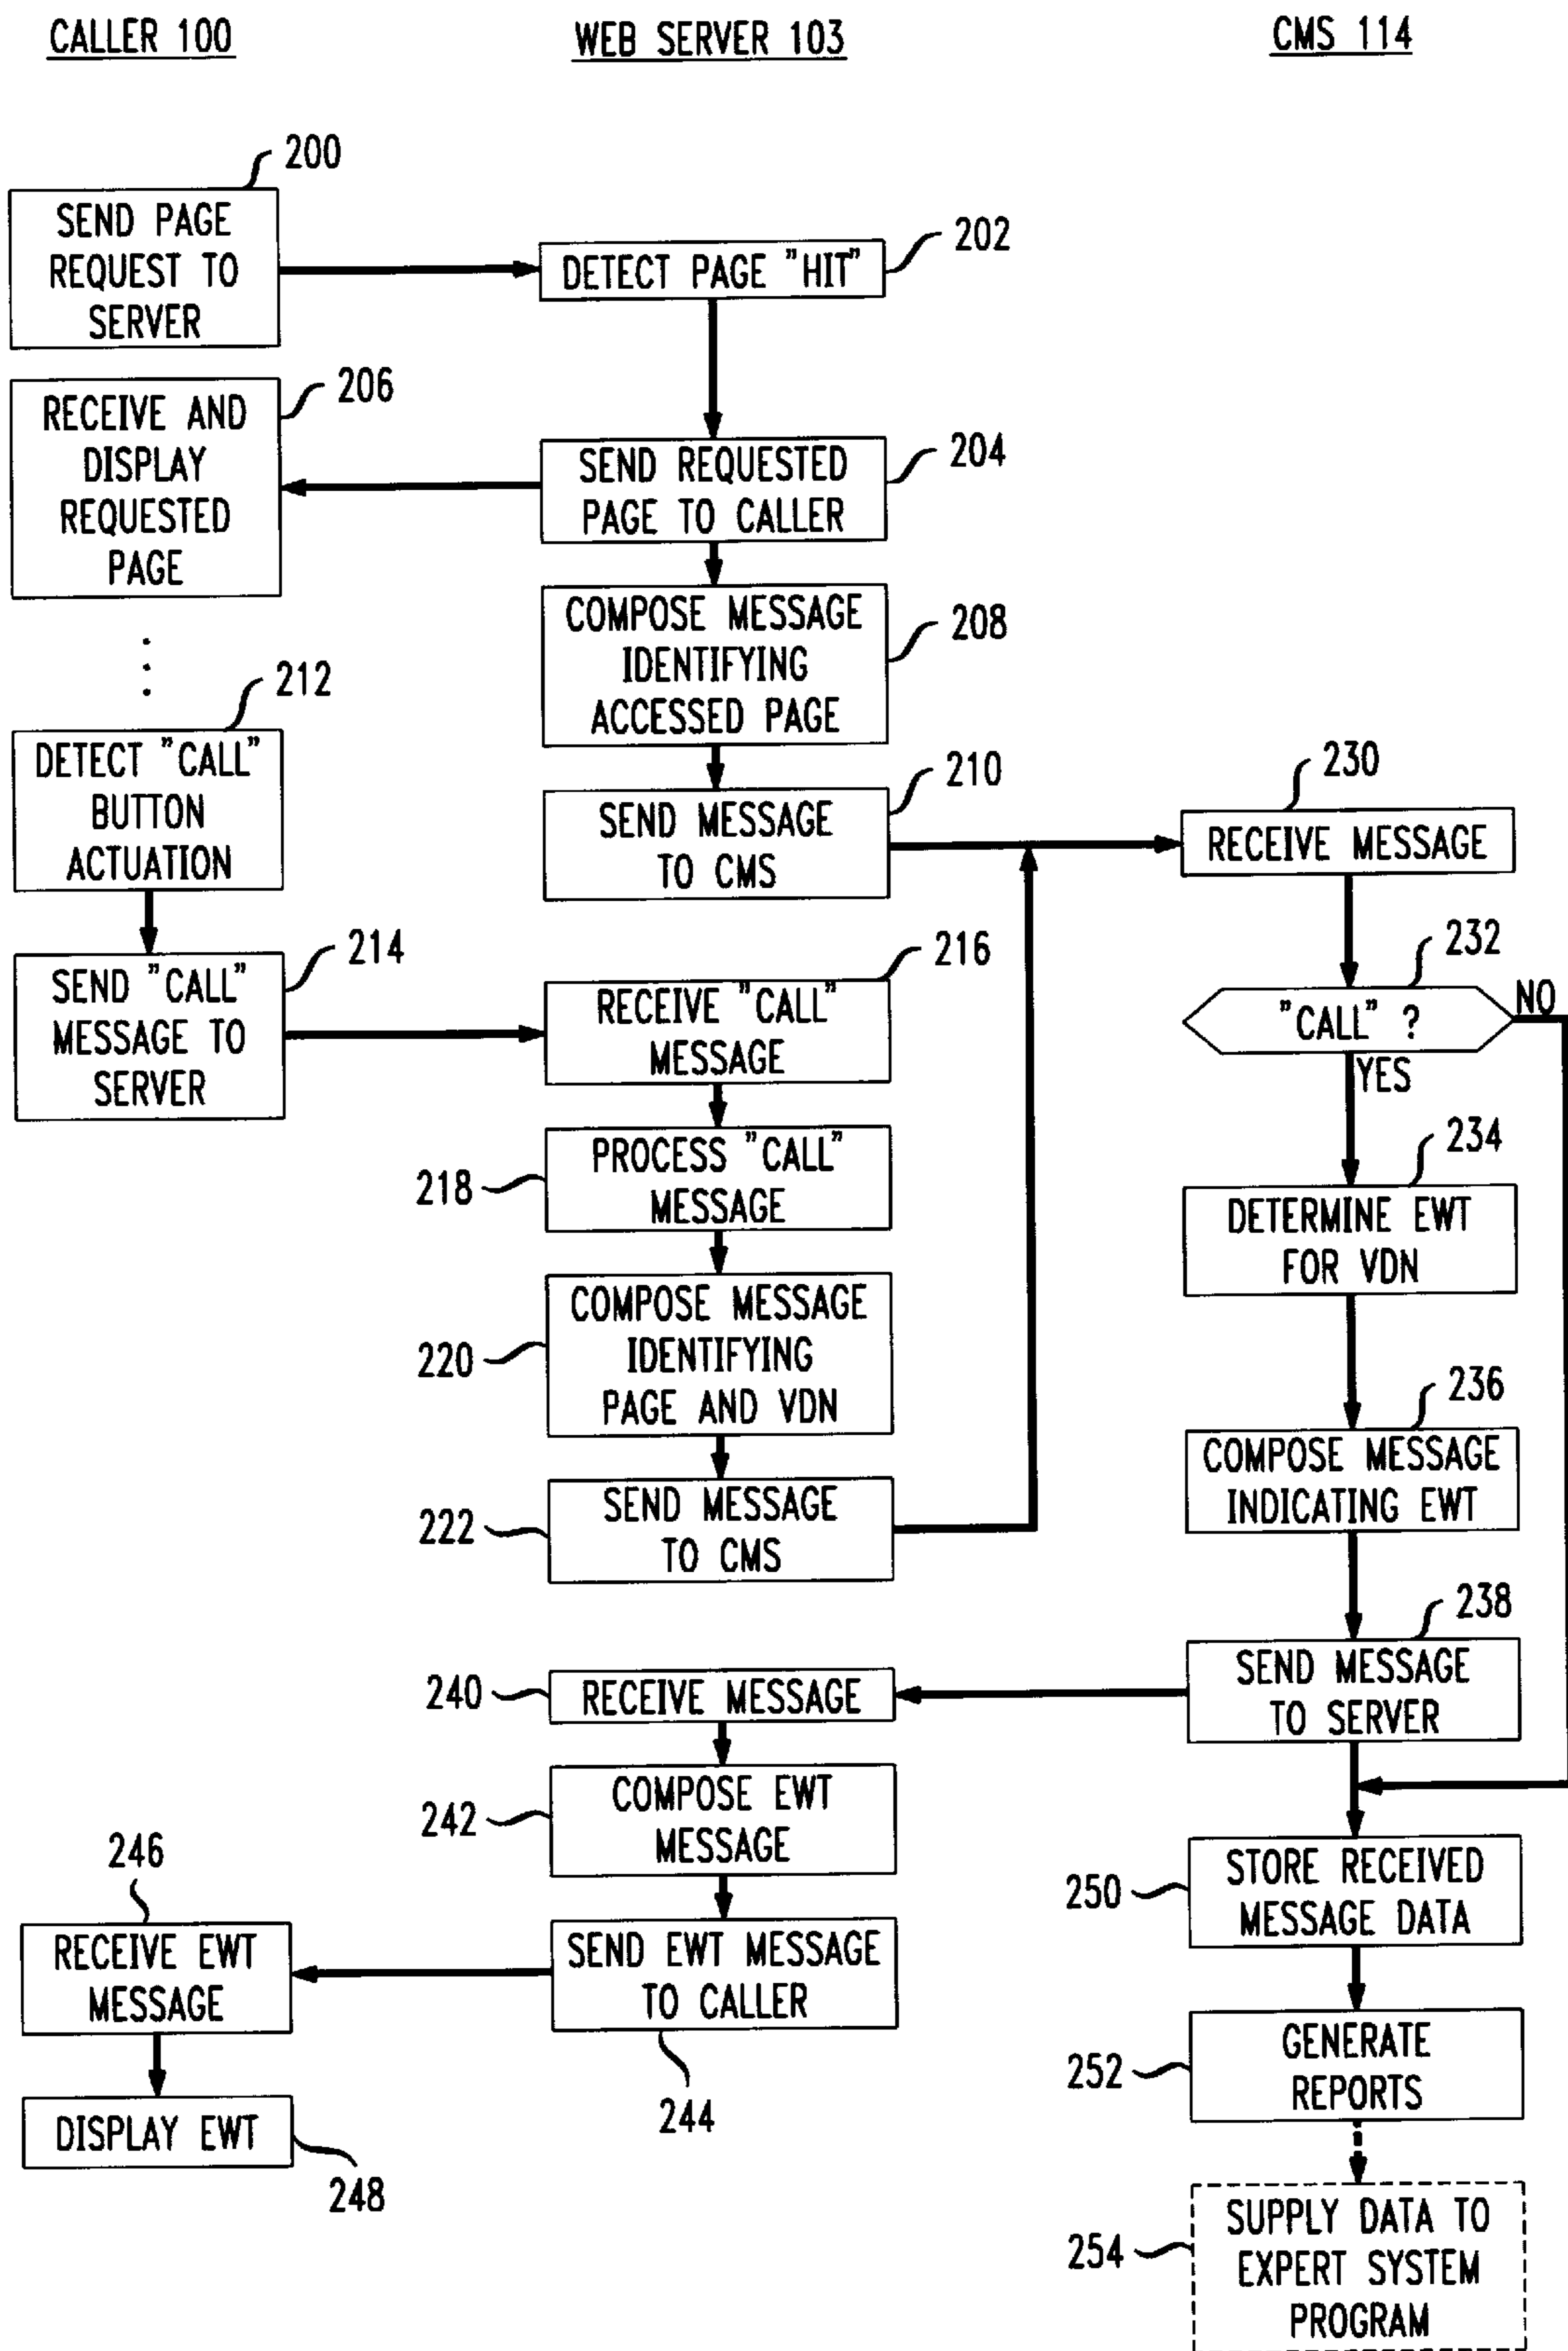 CALLER 100
WEB SERVER 103
CMS 114
200
SEND PAGE
REQUEST TO
SERVER
202
DETECT PAGE "HIT"
206
RECEIVE AND
DISPLAY
REQUESTED
PAGE
204
SEND REQUESTED
PAGE TO CALLER
208
COMPOSE MESSAGE
IDENTIFYING
ACCESSED PAGE
212
DETECT "CALL"
BUTTON
ACTUATION
210
SEND MESSAGE
TO CMS
230
RECEIVE MESSAGE
214
SEND "CALL"
MESSAGE TO
SERVER
216
RECEIVE "CALL"
MESSAGE
232
"CALL" ?
NO
YES
218
PROCESS "CALL"
MESSAGE
234
DETERMINE EWT
FOR VDN
220
COMPOSE MESSAGE
IDENTIFYING
PAGE AND VDN
236
COMPOSE MESSAGE
INDICATING EWT
222
SEND MESSAGE
TO CMS
238
SEND MESSAGE
TO SERVER
240
RECEIVE MESSAGE
242
COMPOSE EWT
MESSAGE
250
STORE RECEIVED
MESSAGE DATA
246
RECEIVE EWT
MESSAGE
SEND EWT MESSAGE
TO CALLER
244
252
GENERATE
REPORTS
DISPLAY EWT
248
254
SUPPLY DATA TO
EXPERT SYSTEM
PROGRAM